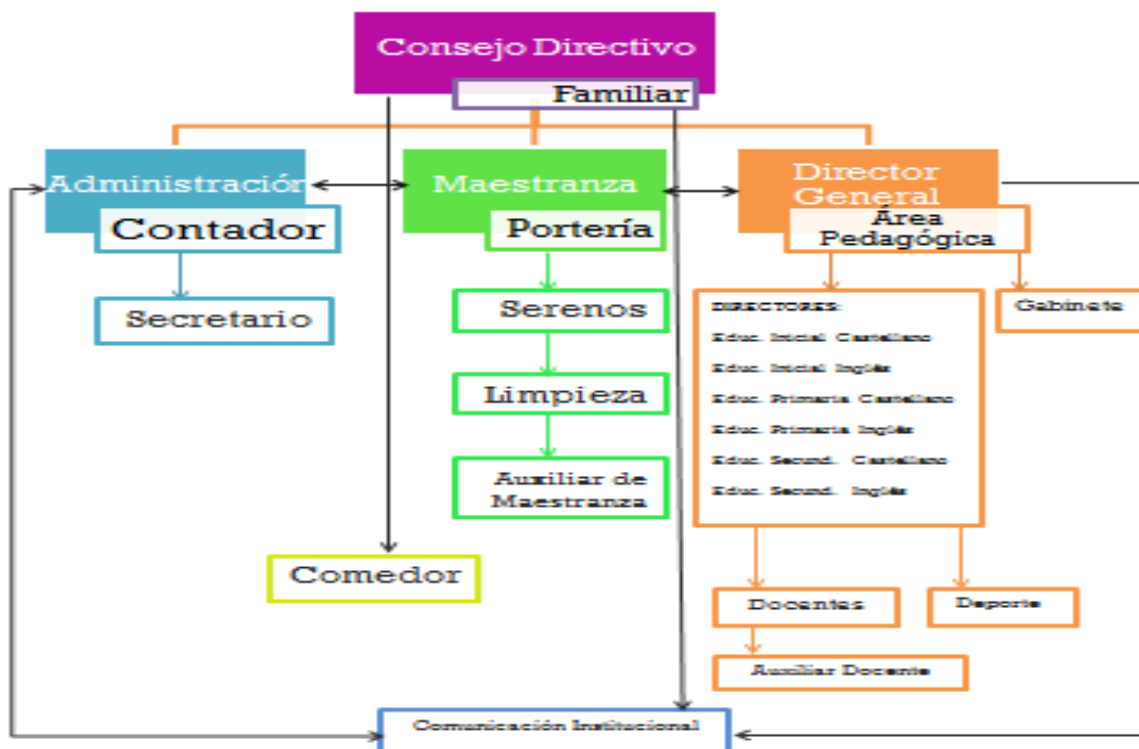 Consejo Directivo
Familiar
Administración
Contador
Secretario
Maestranza
Portería
Serenos
Limpieza
Auxiliar de
Maestranza
Comedor
Director
General
Área
Pedagógica
DIRECTORES:
Educ. Inicial Castellano
Educ. Inicial Inglés
Educ. Primaria Castellano
Educ. Primaria Inglés
Educ. Secund. Castellano
Educ. Secund. Inglés
Gabinete
Docentes
Deporte
Auxiliar Docente
Comunicación Institucional